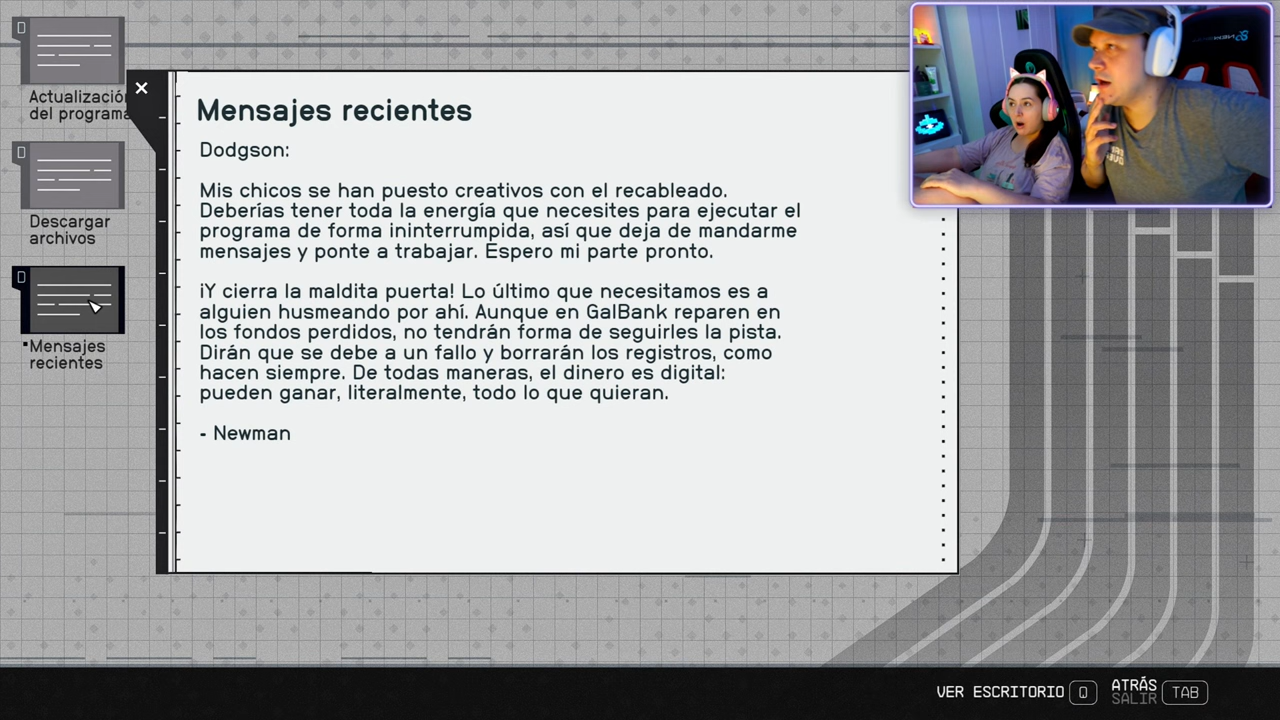 D
Actualización
del programa
D
Descargar
archivos
D
Mensajes
recientes
Mensajes recientes
Dodgson:
Mis chicos se han puesto creativos con el recableado.
Deberías tener toda la energía que necesites para ejecutar el
programa de forma ininterrumpida, así que deja de mandarme
mensajes y ponte a trabajar. Espero mi parte pronto.
¡Y cierra la maldita puerta! Lo último que necesitamos es a
alguien husmeando por ahí. Aunque en GalBank reparen en
los fondos perdidos, no tendrán forma de seguirles la pista.
Dirán que se debe a un fallo y borrarán los registros, como
hacen siempre. De todas maneras, el dinero es digital:
pueden ganar, literalmente, todo lo que quieran.
- Newman
VER ESCRITORIO Q
ATRÁS
SALIR
TAB